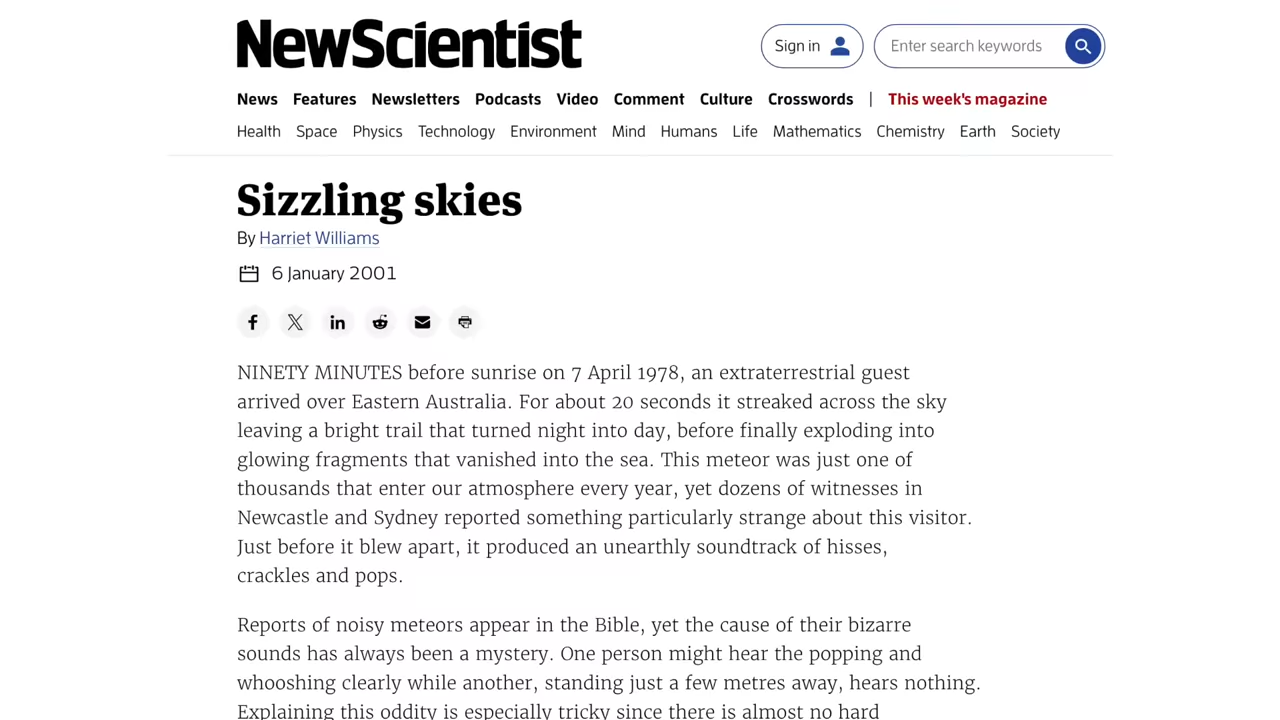 NewScientist
Sign in
Enter search keywords
News Features Newsletters Podcasts Video Comment Culture Crosswords | This week's magazine
Health Space Physics Technology Environment Mind Humans Life Mathematics Chemistry Earth Society
Sizzling skies
By Harriet Williams
6 January 2001
NINETY MINUTES before sunrise on 7 April 1978, an extraterrestrial guest
arrived over Eastern Australia. For about 20 seconds it streaked across the sky
leaving a bright trail that turned night into day, before finally exploding into
glowing fragments that vanished into the sea. This meteor was just one of
thousands that enter our atmosphere every year, yet dozens of witnesses in
Newcastle and Sydney reported something particularly strange about this visitor.
Just before it blew apart, it produced an unearthly soundtrack of hisses,
crackles and pops.
Reports of noisy meteors appear in the Bible, yet the cause of their bizarre
sounds has always been a mystery. One person might hear the popping and
whooshing clearly while another, standing just a few metres away, hears nothing.
Explaining this oddity is especially tricky since there is almost no hard